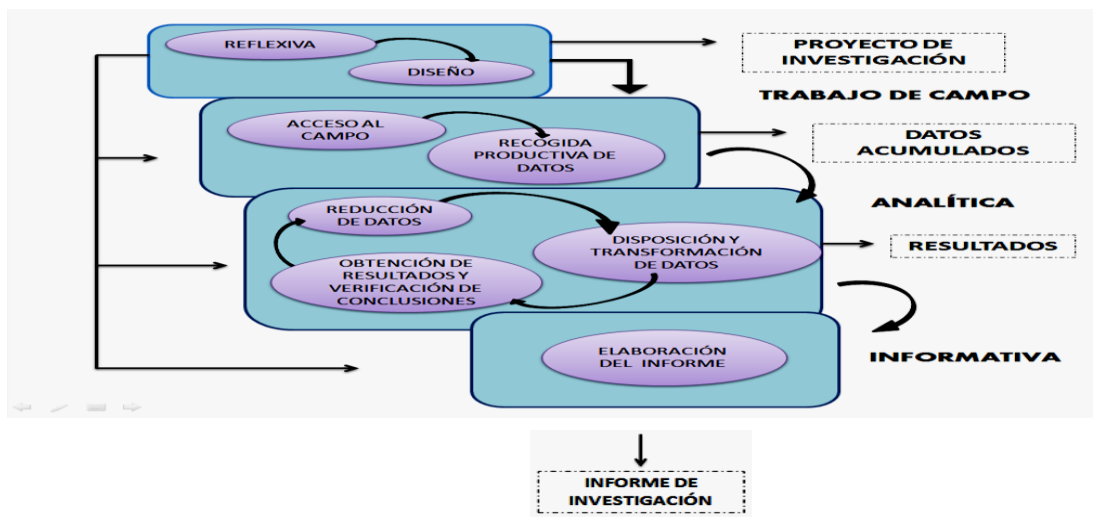 REFLEXIVA
DISEÑO
PROYECTO DE
INVESTIGACIÓN
TRABAJO DE CAMPO
ACCESO AL
CAMPO
RECOGIDA
PRODUCTIVA DE
DATOS
DATOS
ACUMULADOS
ANALÍTICA
REDUCCIÓN
DE DATOS
DISPOSICIÓN Y
TRANSFORMACIÓN
DE DATOS
OBTENCIÓN DE
RESULTADOS Y
VERIFICACIÓN DE
CONCLUSIONES
RESULTADOS
INFORMATIVA
ELABORACIÓN
DEL INFORME
INFORME DE
INVESTIGACIÓN